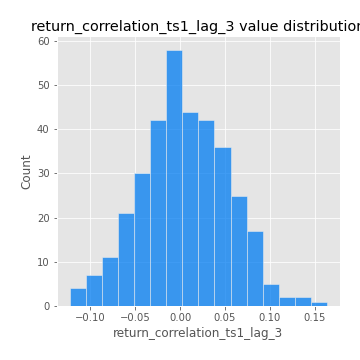 return_correlation_ts1_lag_3 value distribution
60
50
40
30
20
10
0
Count
−0.10 −0.05 0.00 0.05 0.10 0.15
return_correlation_ts1_lag_3